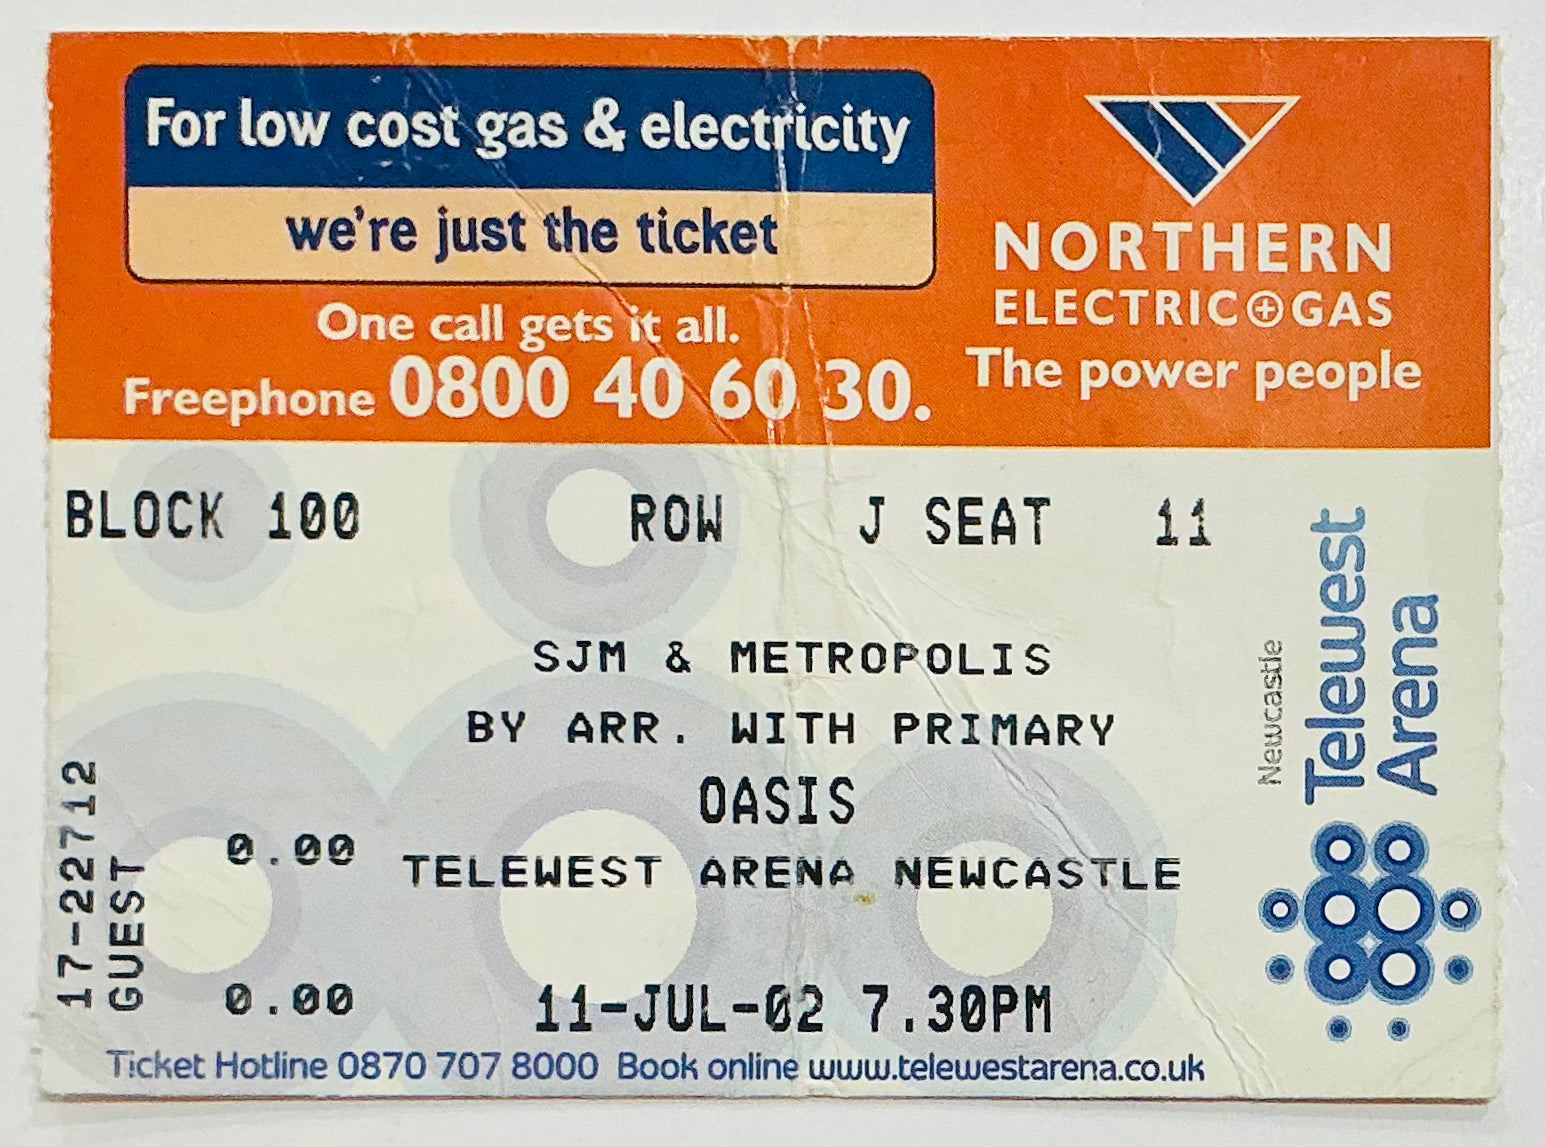 For low cost gas & electricity
we're just the ticket
One call gets it all.
Freephone 0800 40 60 30.
NORTHERN
ELECTRIC+GAS
The power people
BLOCK 100 ROW J SEAT 11
SJM & METROPOLIS
BY ARR. WITH PRIMARY
OASIS
0.00
TELEWEST ARENA NEWCASTLE
0.00
11-JUL-02 7.30PM
17-22712
GUEST
Newcastle
Telewest
Arena
Ticket Hotline 0870 707 8000 Book online www.telewestarena.co.uk